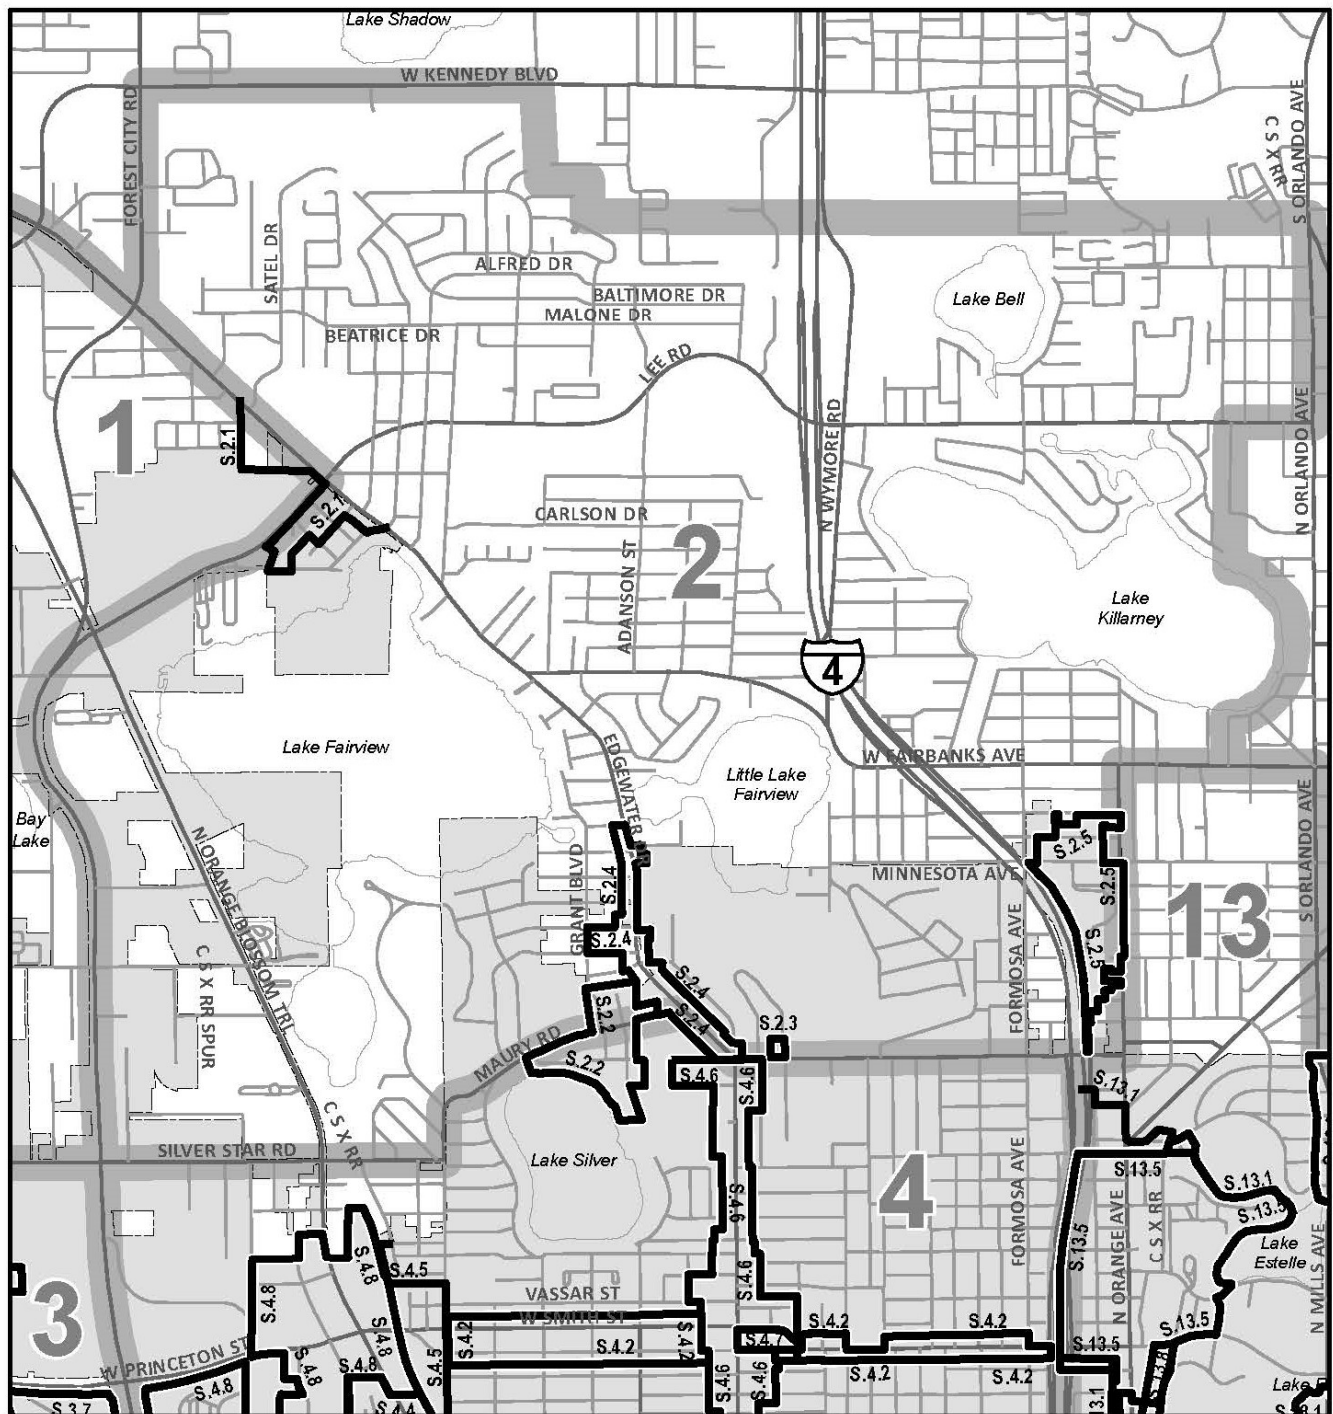 Lake Shadow
W KENNEDY BLVD
FOREST CITY RD
C S X RR
S ORLANDO AVE
SATEL DR
ALFRED DR
BALTIMORE DR
MALONE DR
BEATRICE DR
Lake Bell
LEE RD
1
S.2.1
N WYMORE RD
N ORLANDO AVE
S.2.1
CARLSON DR
2
ADANSON ST
Lake
Killarney
4
Lake Fairview
EDGEWATER DR
W FAIRBANKS AVE
Little Lake
Fairview
Bay
Lake
S ORLANDO AVE
N ORANGE BLOSSOM TRL
GRANT BLVD
S.2.4
MINNESOTA AVE
S.2.5
S.2.5
13
S.2.4
S.2.5
FORMOSA AVE
C S X RR SPUR
S.2.4
S.2.2
S.2.4
S.2.3
MAURY RD
S.2.2
S.4.6
S.4.6
S.13.1
C S X RR
SILVER STAR RD
Lake Silver
4
FORMOSA AVE
S.13.5
S.13.1
S.13.5
S.4.6
N ORANGE AVE
C S X RR
S.13.5
Lake
Estelle
N MILLS AVE
S.4.8
S.4.5
S.4.6
3
S.4.8
VASSAR ST
W SMITH ST
S.4.8
S.4.2
S.4.2
S.4.2
S.4.7
S.4.2
S.4.2
S.13.5
S.13.5
W PRINCETON ST
S.4.8
S.4.8
S.4.8
S.4.5
S.4.6
S.4.6
S.4.2
S.4.2
S.13.8
S.3.7
S.4.4
13.1
Lake